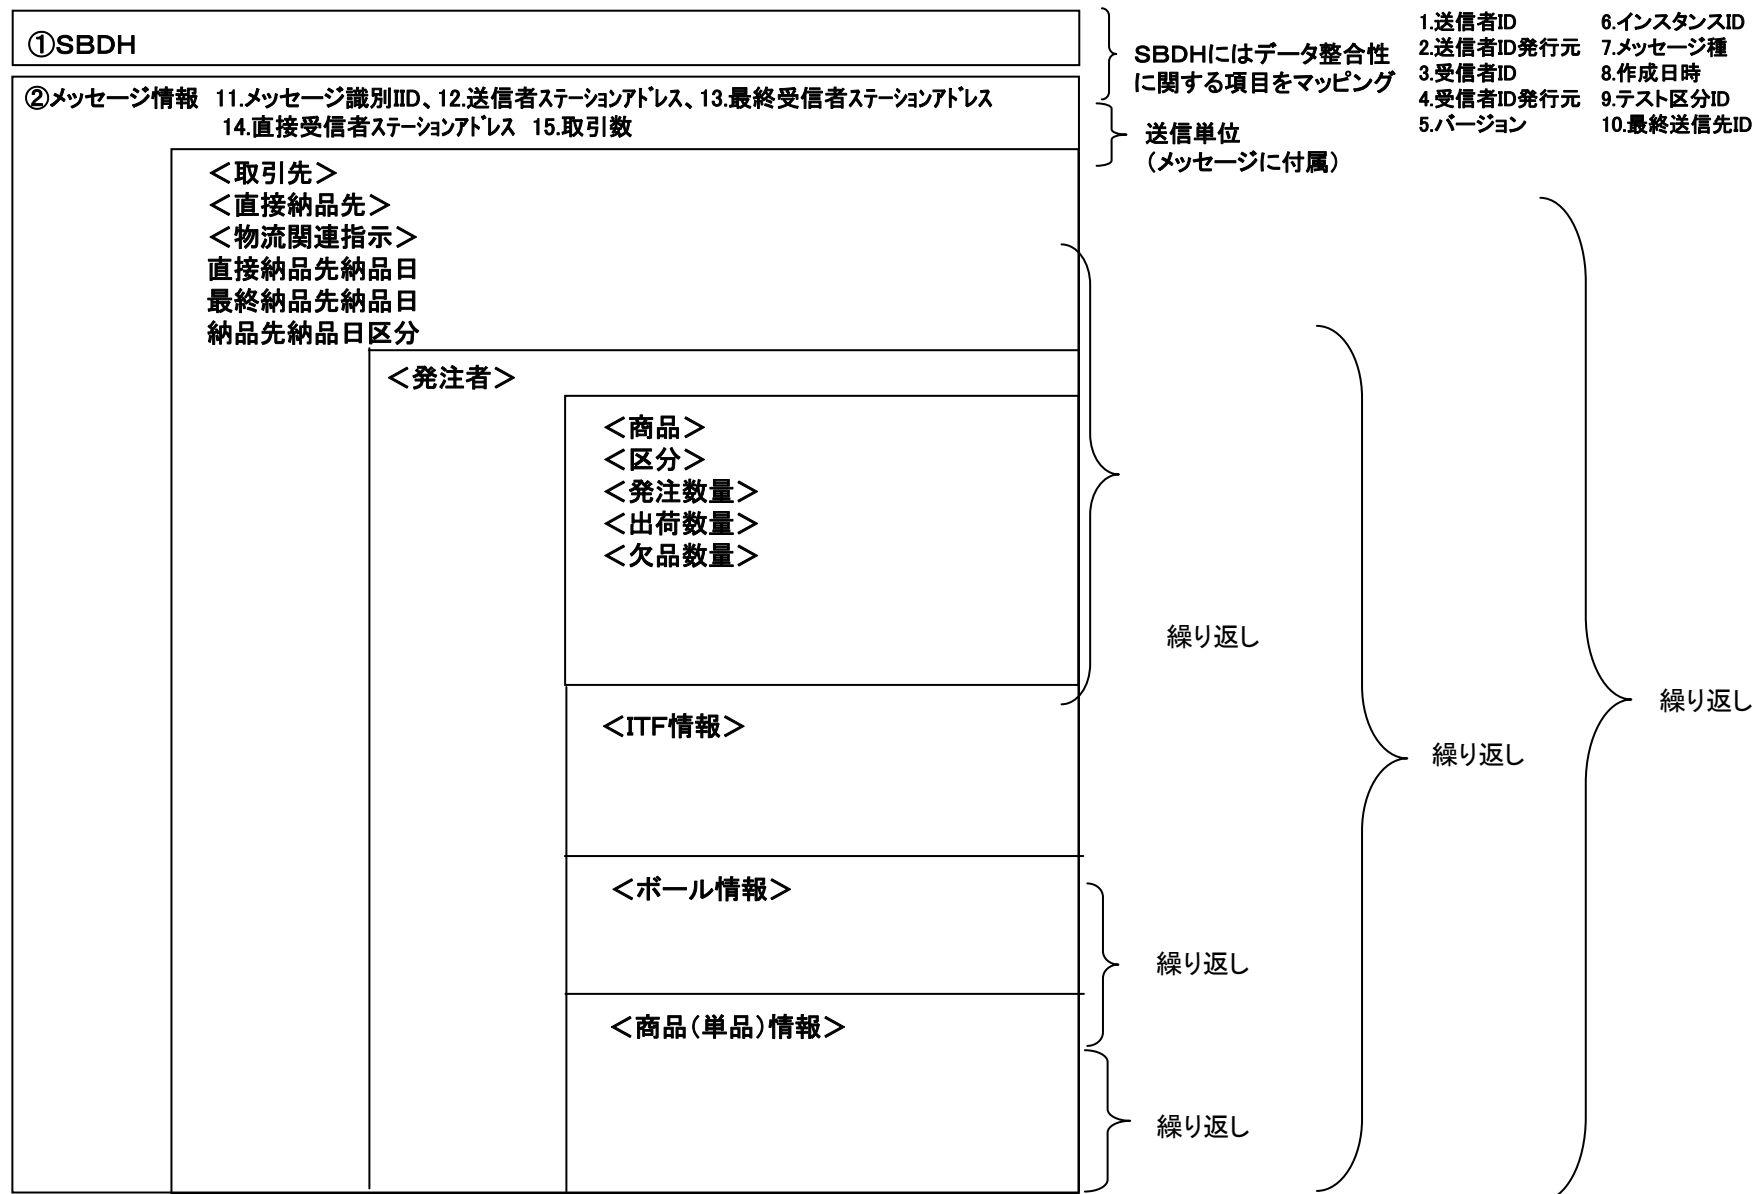 ①SBDH
SBDHにはデータ整合性
に関する項目をマッピング
1.送信者ID
2.送信者ID発行元
3.受信者ID
4.受信者ID発行元
5.バージョン
6.インスタンスID
7.メッセージ種
8.作成日時
9.テスト区分ID
10.最終送信先ID
②メッセージ情報 11.メッセージ識別IID、12.送信者ステーションアドレス、13.最終受信者ステーションアドレス
14.直接受信者ステーションアドレス 15.取引数
送信単位
(メッセージに付属)
<取引先>
<直接納品先>
<物流関連指示>
直接納品先納品日
最終納品先納品日
納品先納品日区分
<発注者>
<商品>
<区分>
<発注数量>
<出荷数量>
<欠品数量>
繰り返し
繰り返し
繰り返し
<ITF情報>
<ボール情報>
繰り返し
<商品(単品)情報>
繰り返し